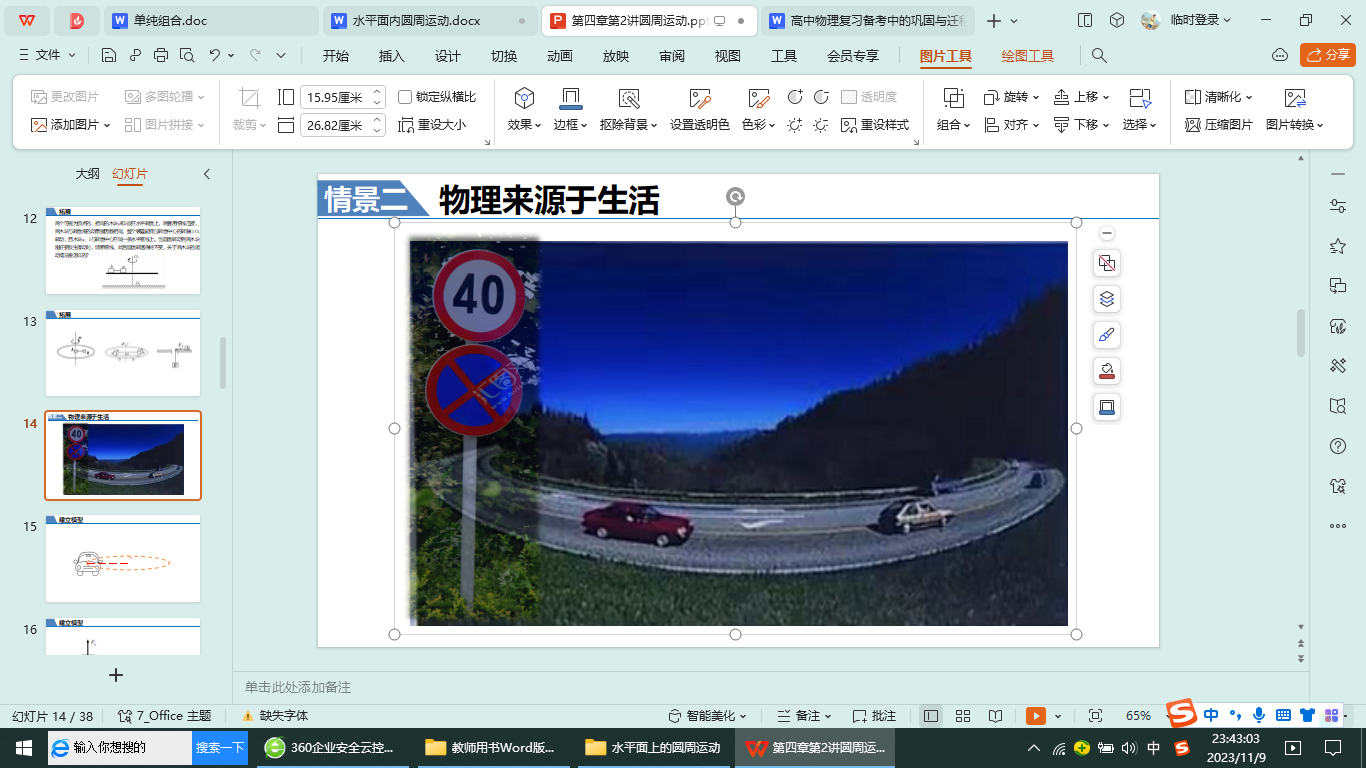 单纯组合.doc
水平面内圆周运动.docx
第四章第2讲圆周运动.ppt
高中物理复习备考中的巩固与迁移
临时登录
文件
开始 插入 设计 切换 动画 放映 审阅 视图 工具 会员专享 图片工具 绘图工具
分享
更改图片 多图轮播 15.95厘米 锁定纵横比
添加图片 图片拼接 裁剪 26.82厘米 重设大小
效果 边框 抠除背景 设置透明色 色彩 透明度 重设样式
组合 旋转 对齐 上移 下移 选择 清晰化 压缩图片 图片转换
大纲 幻灯片
12
拓展
13
拓展
14
情景二 物理来源于生活
40
15
建立模型
16
建立模型
情景二 物理来源于生活
40
单击此处添加备注
幻灯片 14 / 38 7_Office 主题 缺失字体 智能美化 备注 批注 65% 中
输入你想搜的 搜索一下 360企业安全云控... 教师用书Word版... 水平面上的圆周运动 第四章第2讲圆周运...
中
23:43:03
2023/11/9